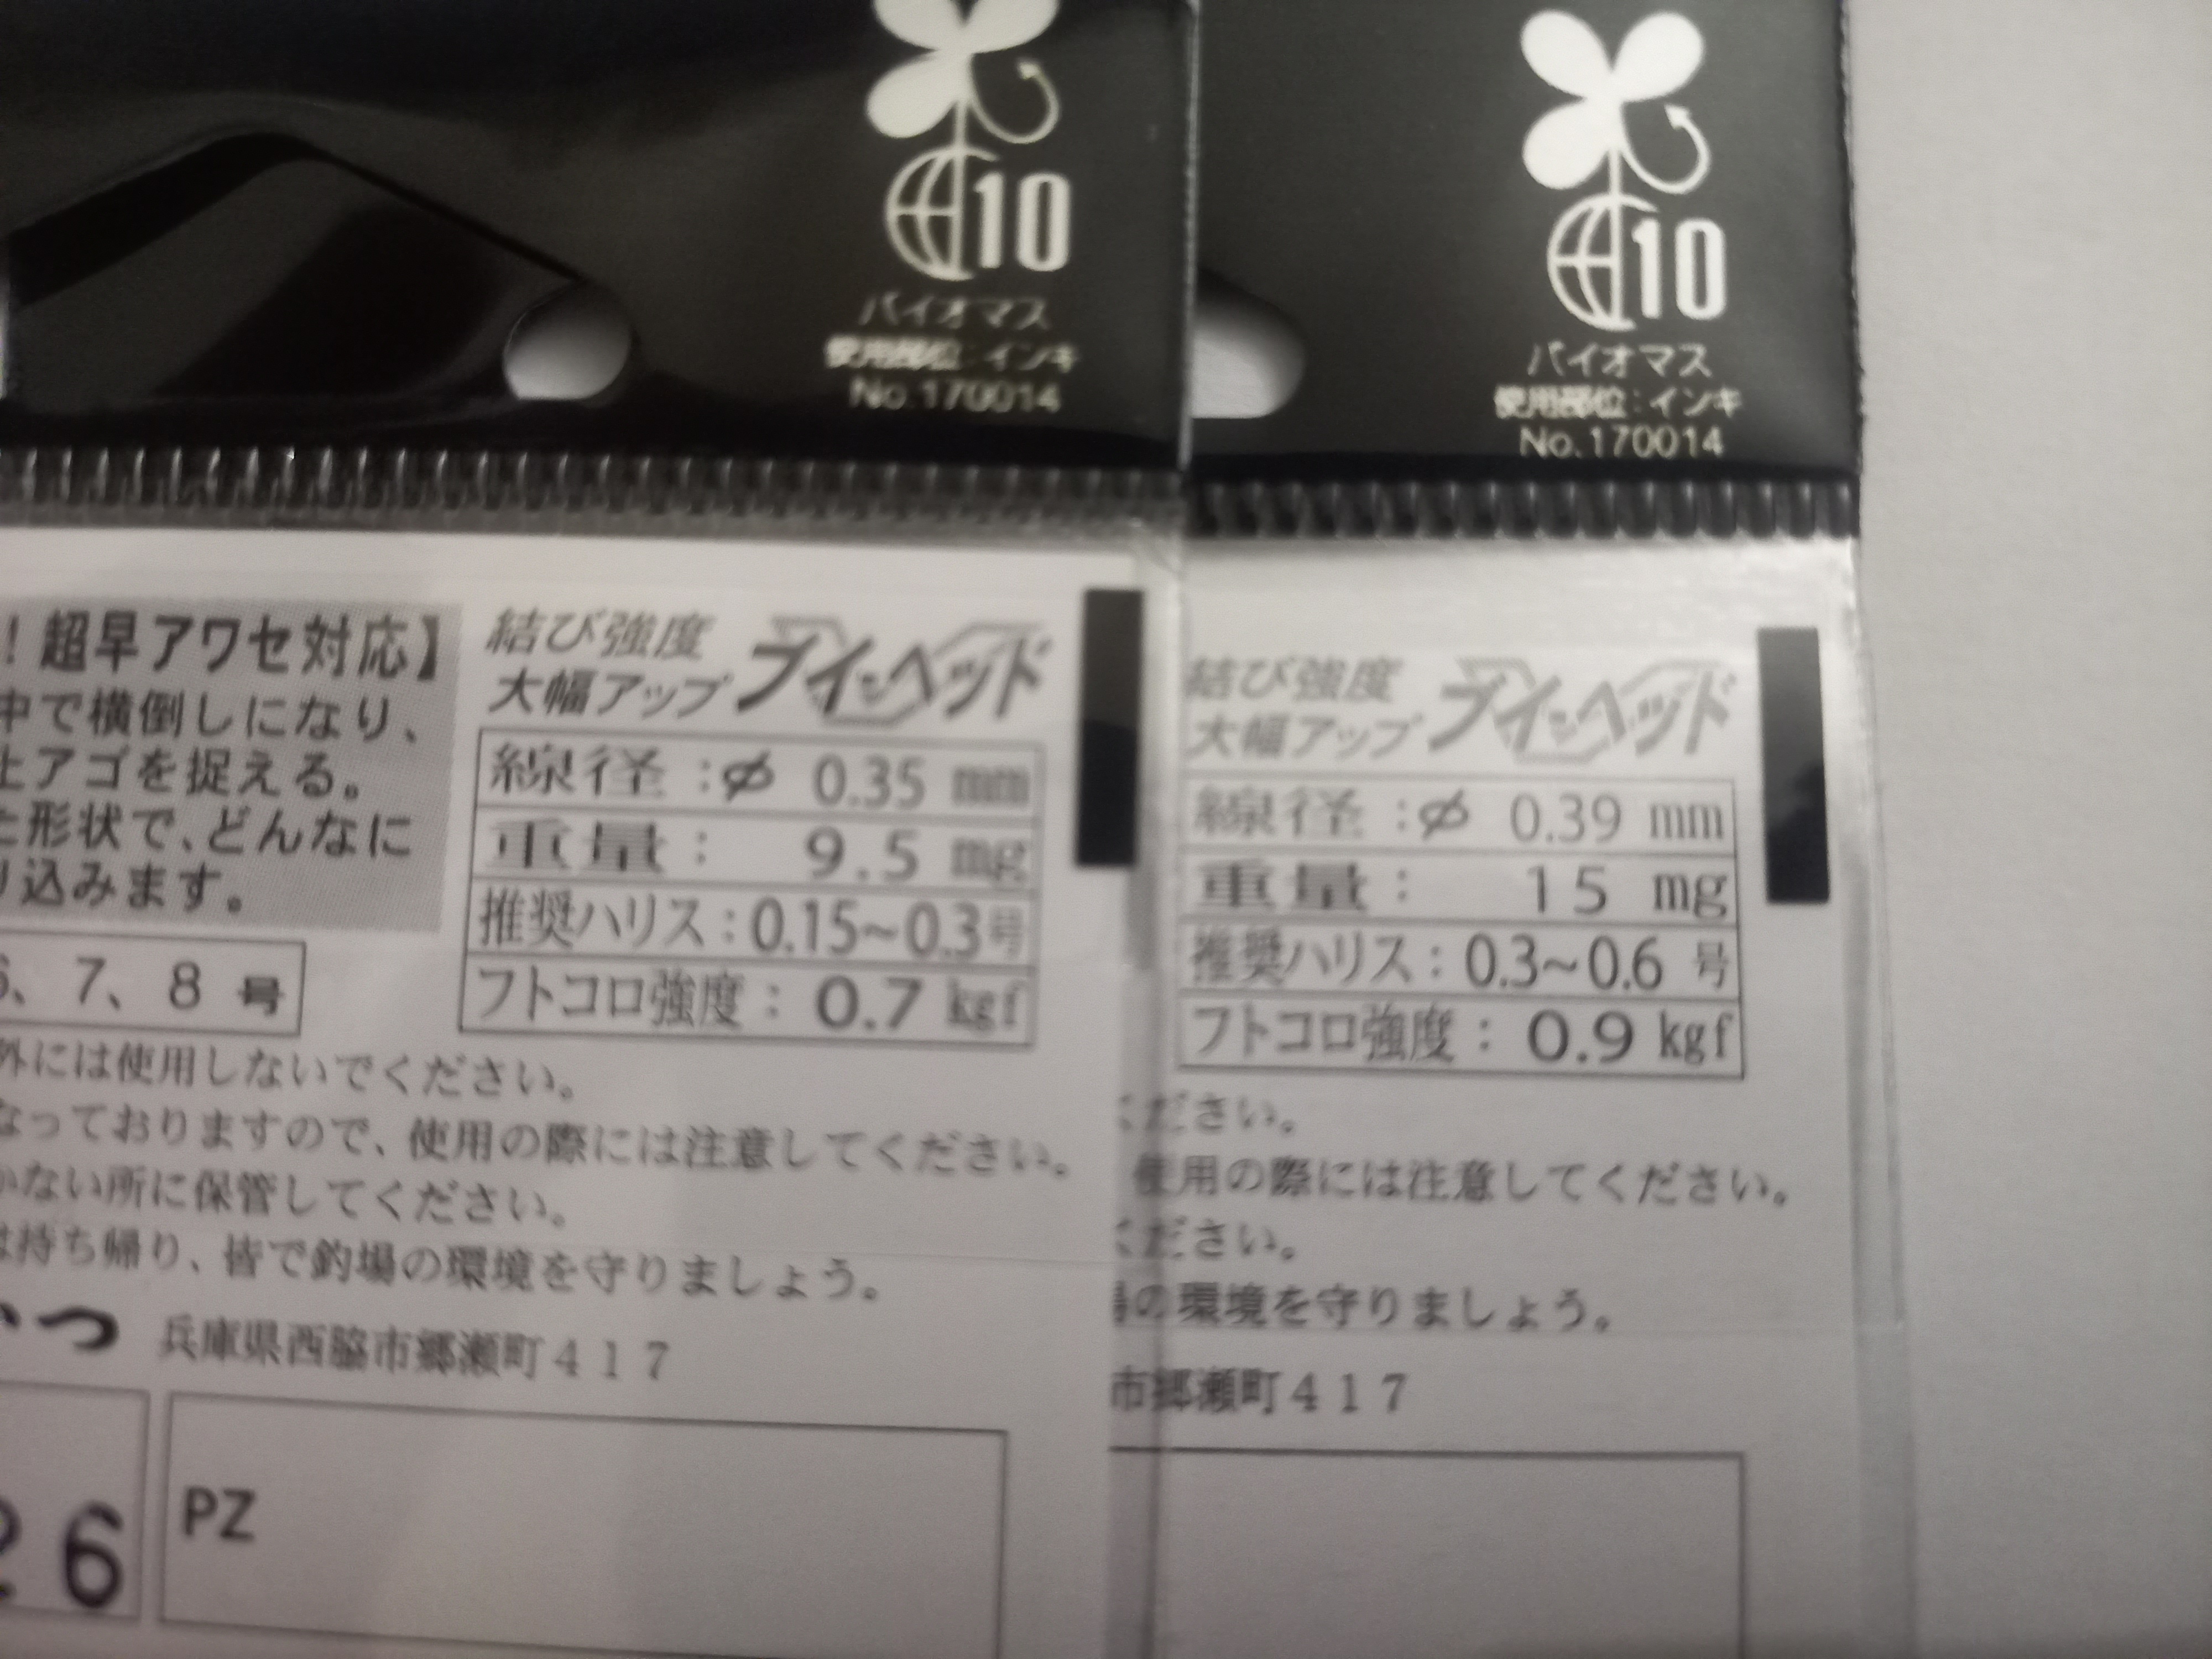 10
バイオマス
使用部位:インキ
No.170014
！超早アワセ対応】
中で横倒しになり、
上アゴを捉える。
た形状で、どんなに
り込みます。
6、7、8 号
結び強度
大幅アップ
ブイ・ヘッド
線径:φ 0.35 mm
重量: 9.5 mg
推奨ハリス:0.15~0.3号
フトコロ強度: 0.7 kgf
外には使用しないでください。
なっておりますので、使用の際には注意してください。
かない所に保管してください。
は持ち帰り、皆で釣場の環境を守りましょう。
かつ 兵庫県西脇市郷瀬町417
26
PZ
10
バイオマス
使用部位:インキ
No.170014
結び強度
大幅アップ
ブイ・ヘッド
線径:φ 0.39 mm
重量: 15 mg
推奨ハリス:0.3~0.6 号
フトコロ強度: 0.9 kgf
ください。
使用の際には注意してください。
ください。
場の環境を守りましょう。
市郷瀬町417